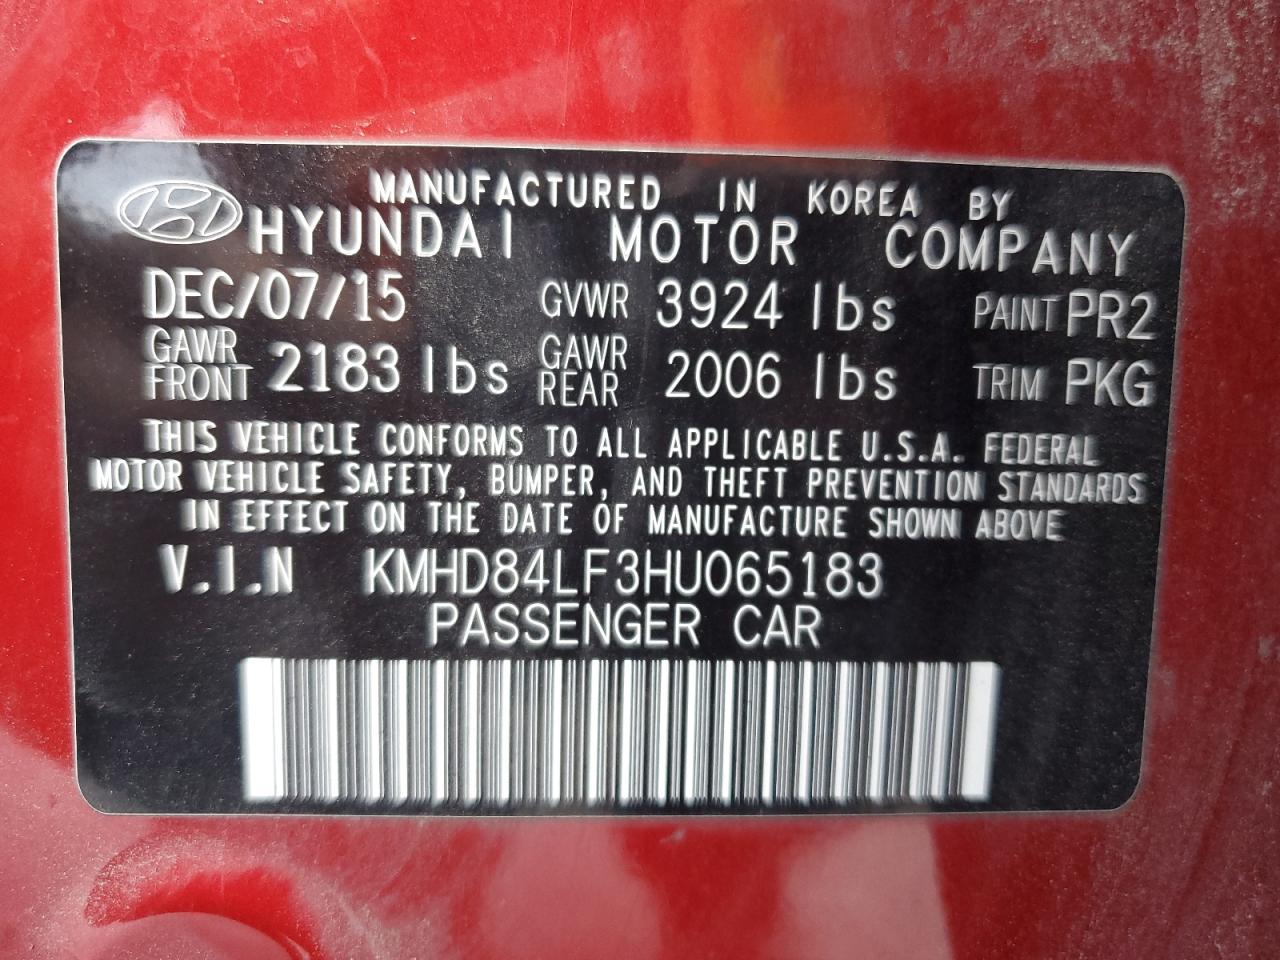 MANUFACTURED IN KOREA BY
HYUNDAI MOTOR COMPANY
DEC/07/15 GVWR 3924 lbs PAINT PR2
GAWR FRONT 2183 lbs GAWR REAR 2006 lbs TRIM PKG
THIS VEHICLE CONFORMS TO ALL APPLICABLE U.S.A. FEDERAL
MOTOR VEHICLE SAFETY, BUMPER, AND THEFT PREVENTION STANDARDS
IN EFFECT ON THE DATE OF MANUFACTURE SHOWN ABOVE
V.I.N KMHD84LF3HU065183
PASSENGER CAR